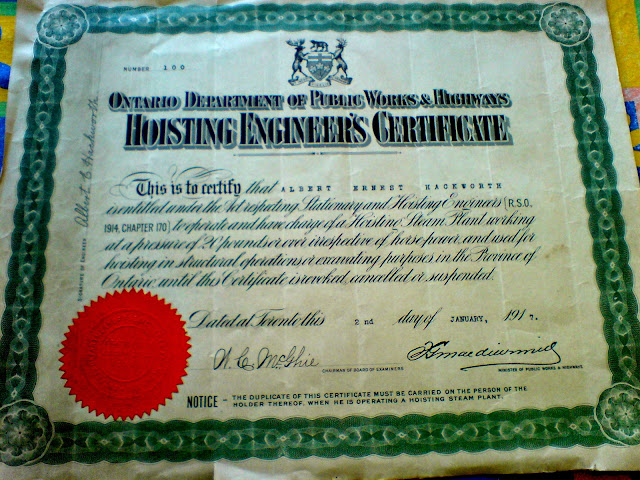 NUMBER 100
ONTARIO DEPARTMENT OF PUBLIC WORKS & HIGHWAYS
HOISTING ENGINEER'S CERTIFICATE
This is to certify that ALBERT ERNEST HACKWORTH
is entitled under the Act respecting Stationary and Hoisting Engineers (R.S.O.
1914, CHAPTER 170) to operate and have charge of a Hoisting Steam Plant working
at a pressure of 20 pounds or over irrespective of horse power, and used for
hoisting in structural operations or excavating purposes in the Province of
Ontario until this Certificate is revoked, cancelled or suspended.
Dated at Toronto this 2nd day of JANUARY, 1917.
W. C. McGhie
CHAIRMAN OF BOARD OF EXAMINERS
MINISTER OF PUBLIC WORKS & HIGHWAYS
NOTICE – THE DUPLICATE OF THIS CERTIFICATE MUST BE CARRIED ON THE PERSON OF THE
HOLDER THEREOF, WHEN HE IS OPERATING A HOISTING STEAM PLANT.
SIGNATURE OF ENGINEER Albert E Hackworth